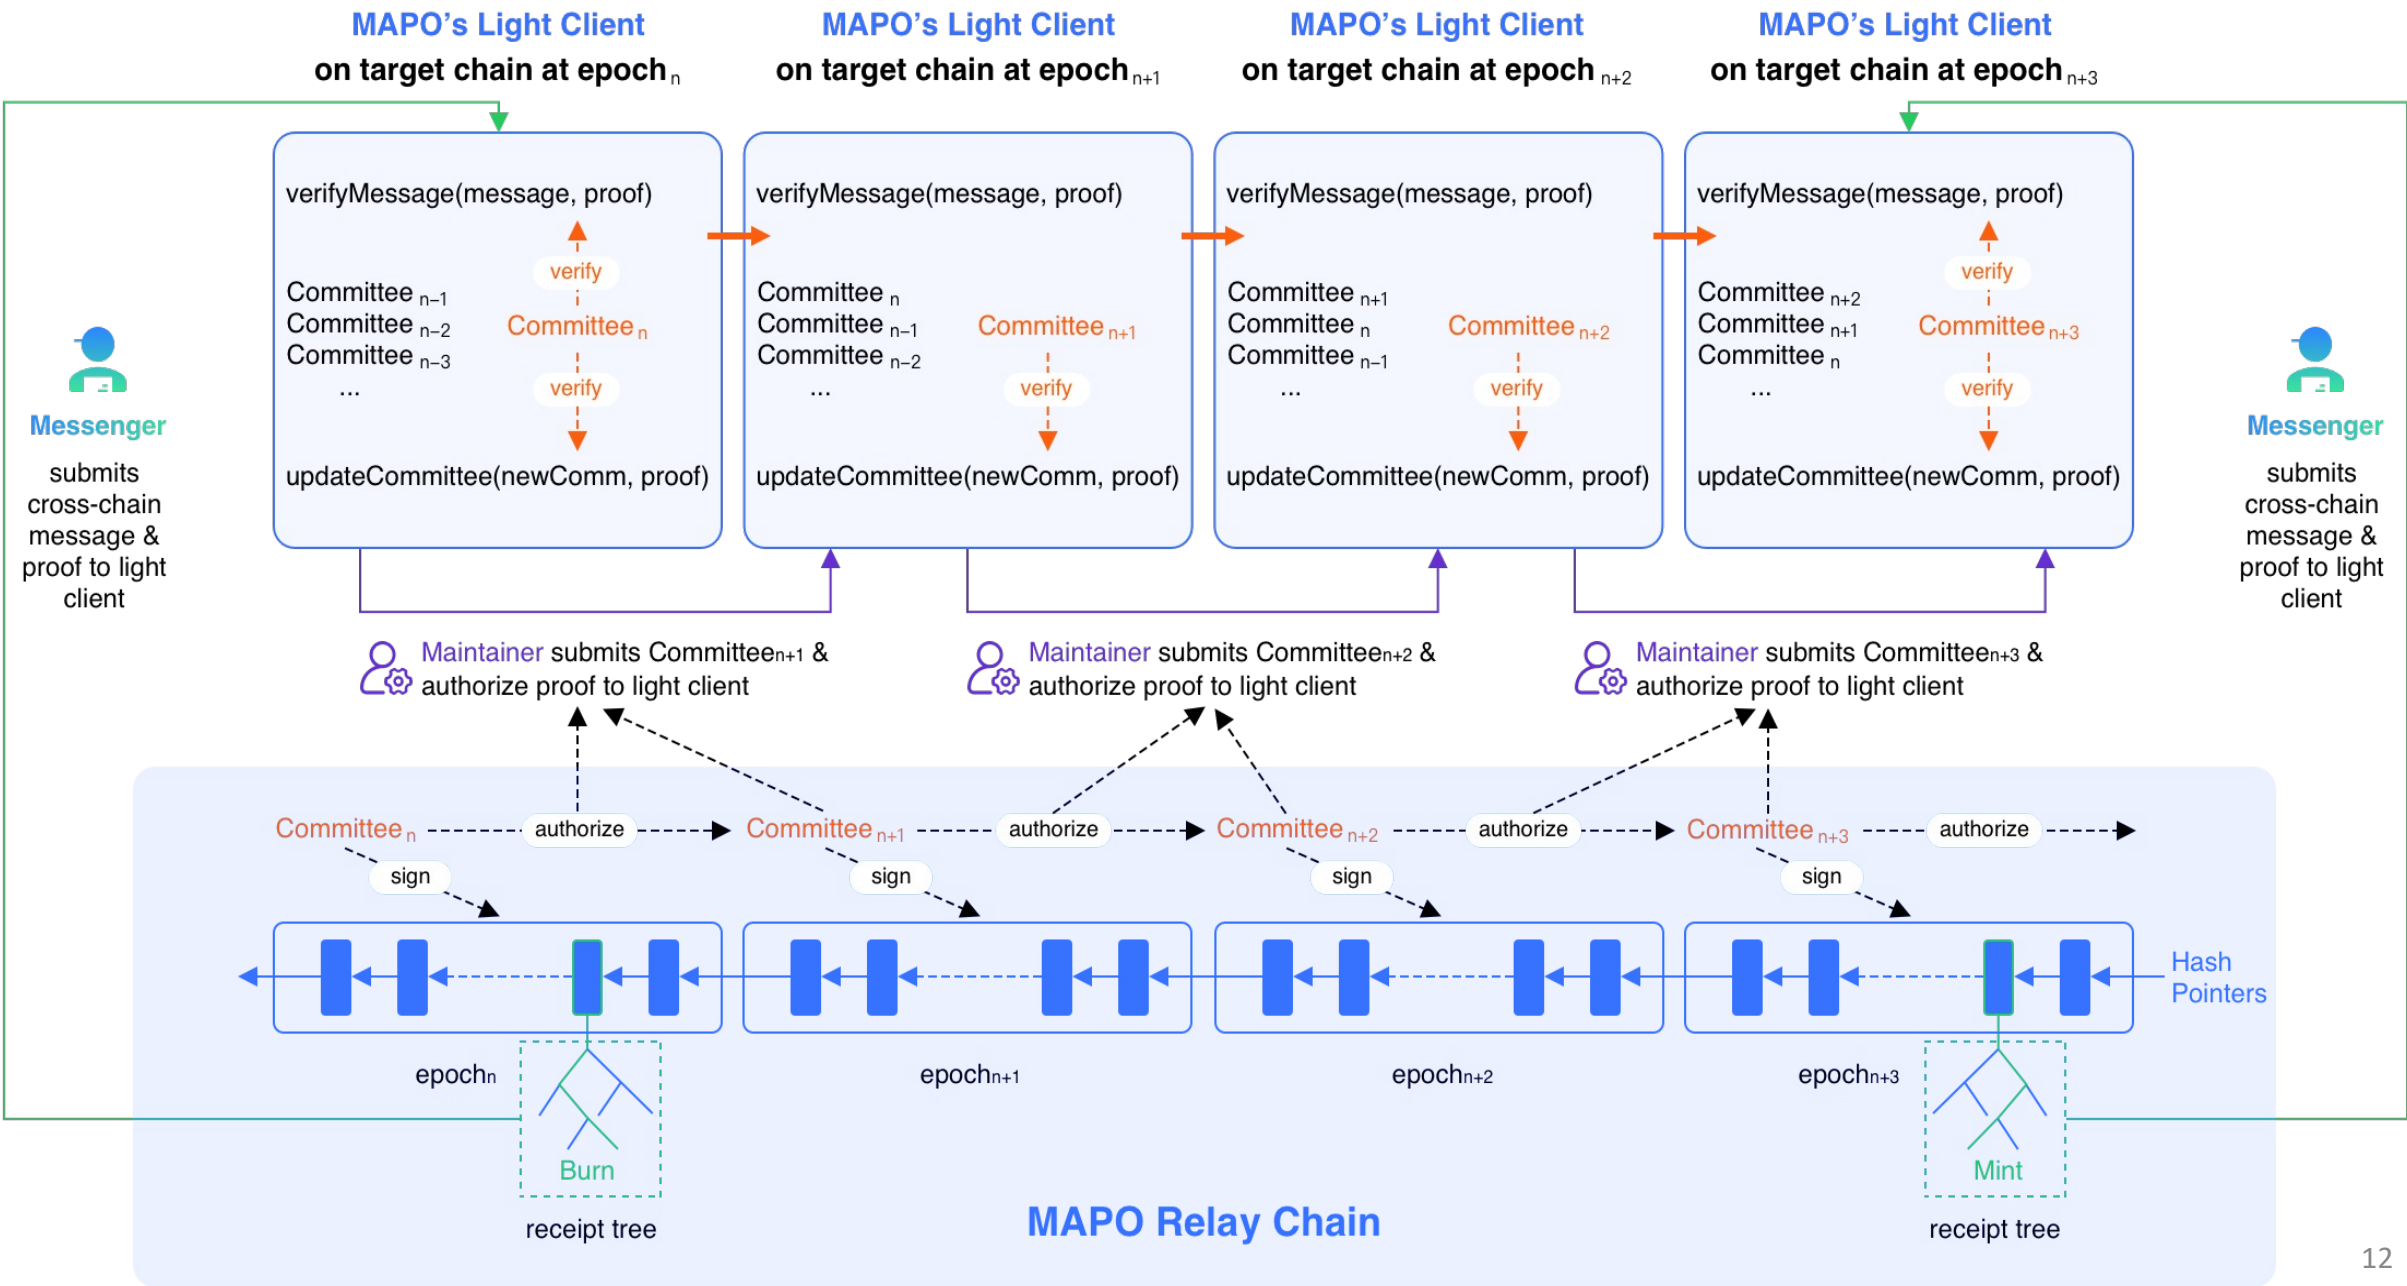 MAPO's Light Client
on target chain at epoch n
MAPO's Light Client
on target chain at epoch n+1
MAPO's Light Client
on target chain at epoch n+2
MAPO's Light Client
on target chain at epoch n+3
verifyMessage(message, proof)
verify
Committee n−1
Committee n−2
Committee n−3
...
Committee n
verify
updateCommittee(newComm, proof)
verifyMessage(message, proof)
Committee n
Committee n−1
Committee n−2
...
Committee n+1
verify
updateCommittee(newComm, proof)
verifyMessage(message, proof)
Committee n+1
Committee n
Committee n−1
...
Committee n+2
verify
updateCommittee(newComm, proof)
verifyMessage(message, proof)
verify
Committee n+2
Committee n+1
Committee n
...
Committee n+3
verify
updateCommittee(newComm, proof)
Messenger
submits
cross-chain
message &
proof to light
client
Messenger
submits
cross-chain
message &
proof to light
client
Maintainer submits Committeen+1 &
authorize proof to light client
Maintainer submits Committeen+2 &
authorize proof to light client
Maintainer submits Committeen+3 &
authorize proof to light client
Committee n
authorize
Committee n+1
authorize
Committee n+2
authorize
Committee n+3
authorize
sign
sign
sign
sign
Hash
Pointers
epochn
epochn+1
epochn+2
epochn+3
Burn
receipt tree
Mint
receipt tree
MAPO Relay Chain
12